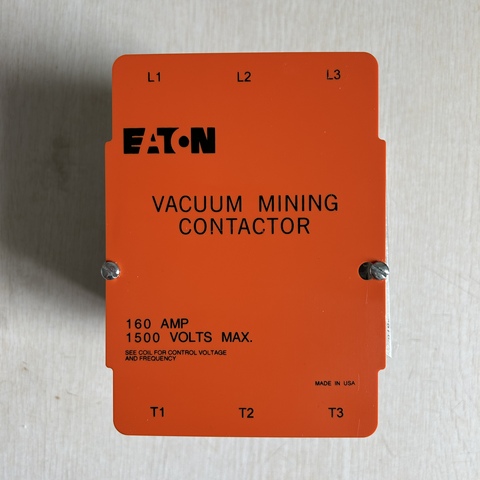 L1 L2 L3
EATON
VACUUM MINING
CONTACTOR
160 AMP
1500 VOLTS MAX.
SEE COIL FOR CONTROL VOLTAGE
AND FREQUENCY
MADE IN USA
T1 T2 T3